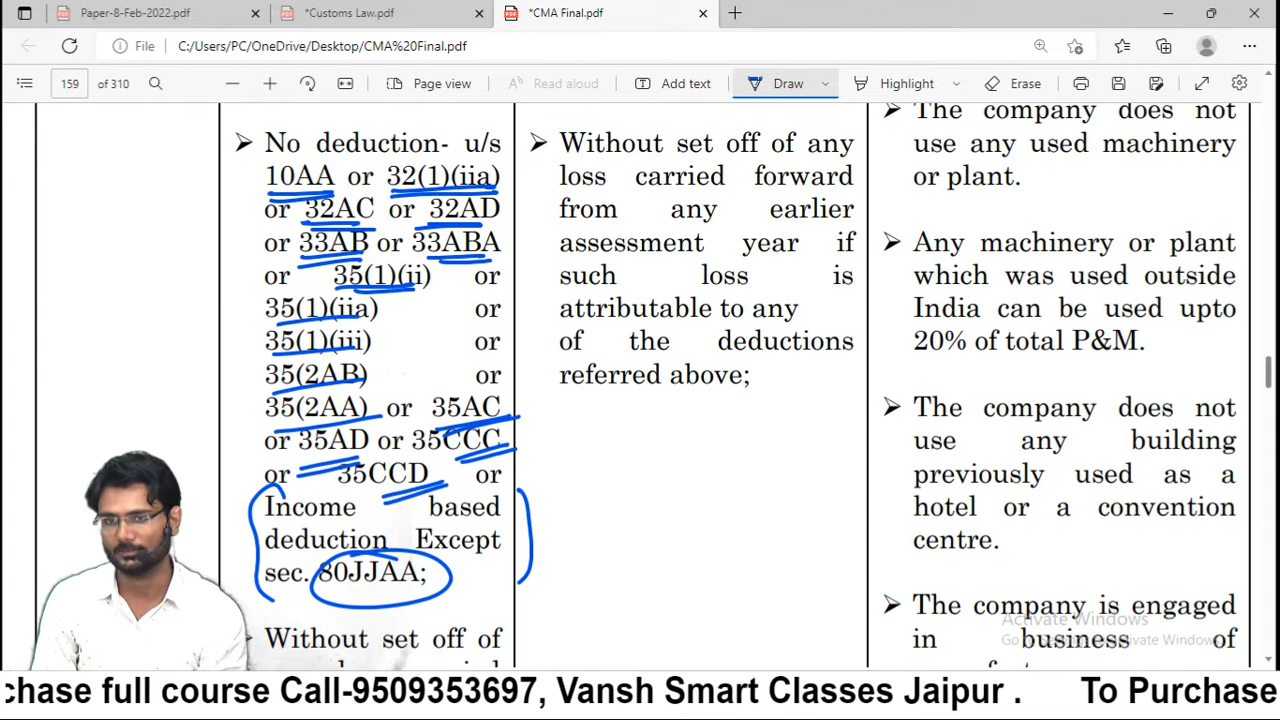 Paper-8-Feb-2022.pdf
*Customs Law.pdf
*CMA Final.pdf
File
C:/Users/PC/OneDrive/Desktop/CMA%20Final.pdf
159 of 310
Page view
Read aloud
Add text
Draw
Highlight
Erase
No deduction- u/s
10AA or 32(1)(iia)
or 32AC or 32AD
or 33AB or 33ABA
or 35(1)(ii) or
35(1)(iia) or
35(1)(iii) or
35(2AB) or
35(2AA) or 35AC
or 35AD or 35CCC
or 35CCD or
Income based
deduction Except
sec. 80JJAA;
Without set off of
Without set off of any
loss carried forward
from any earlier
assessment year if
such loss is
attributable to any
of the deductions
referred above;
The company does not
use any used machinery
or plant.
Any machinery or plant
which was used outside
India can be used upto
20% of total P&M.
The company does not
use any building
previously used as a
hotel or a convention
centre.
The company is engaged
in business of
Activate Windows
chase full course Call-9509353697, Vansh Smart Classes Jaipur . To Purchase